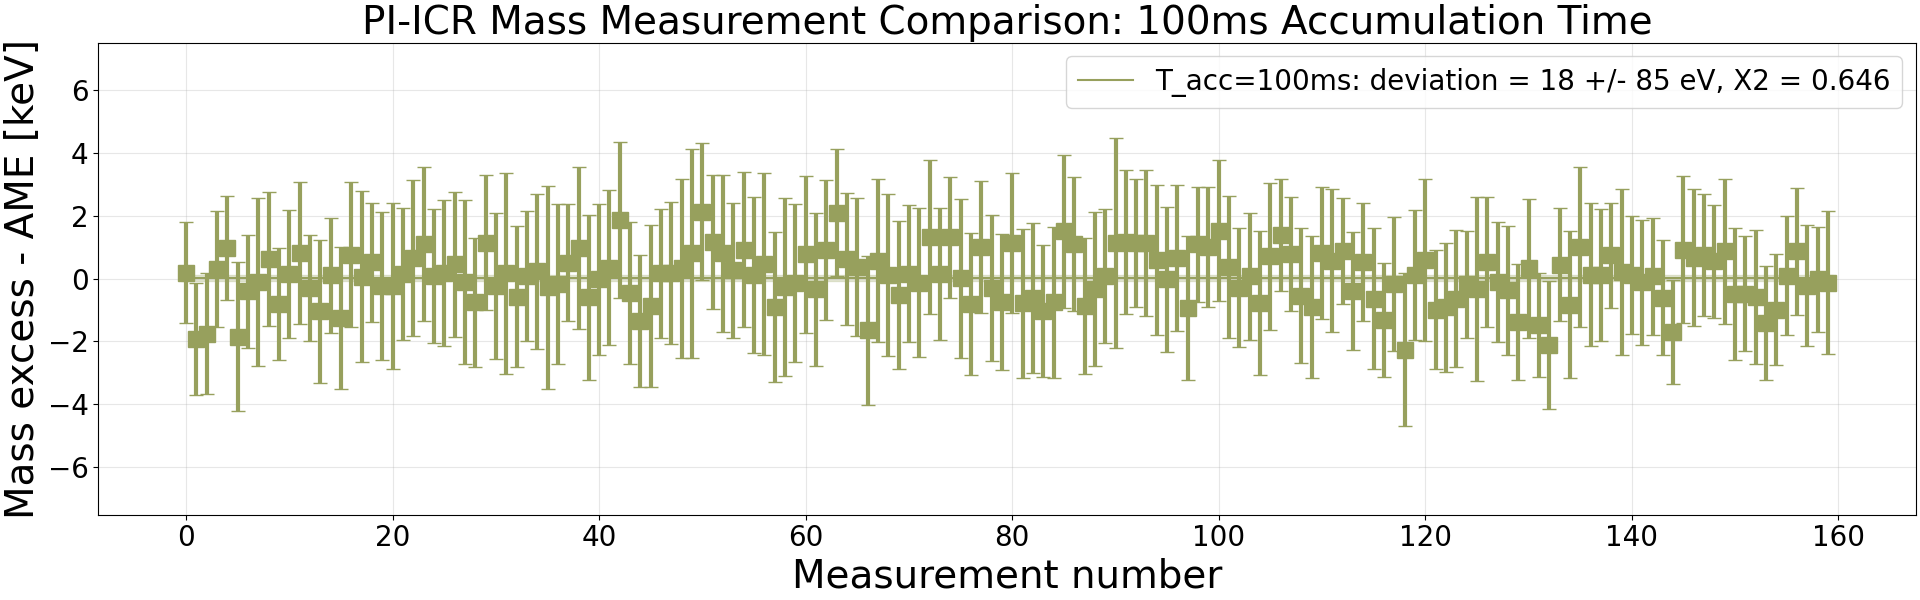 PI-ICR Mass Measurement Comparison: 100ms Accumulation Time
T_acc=100ms: deviation = 18 +/- 85 eV, X2 = 0.646
Mass excess - AME [keV]
6
4
2
0
−2
−4
−6
0 20 40 60 80 100 120 140 160
Measurement number